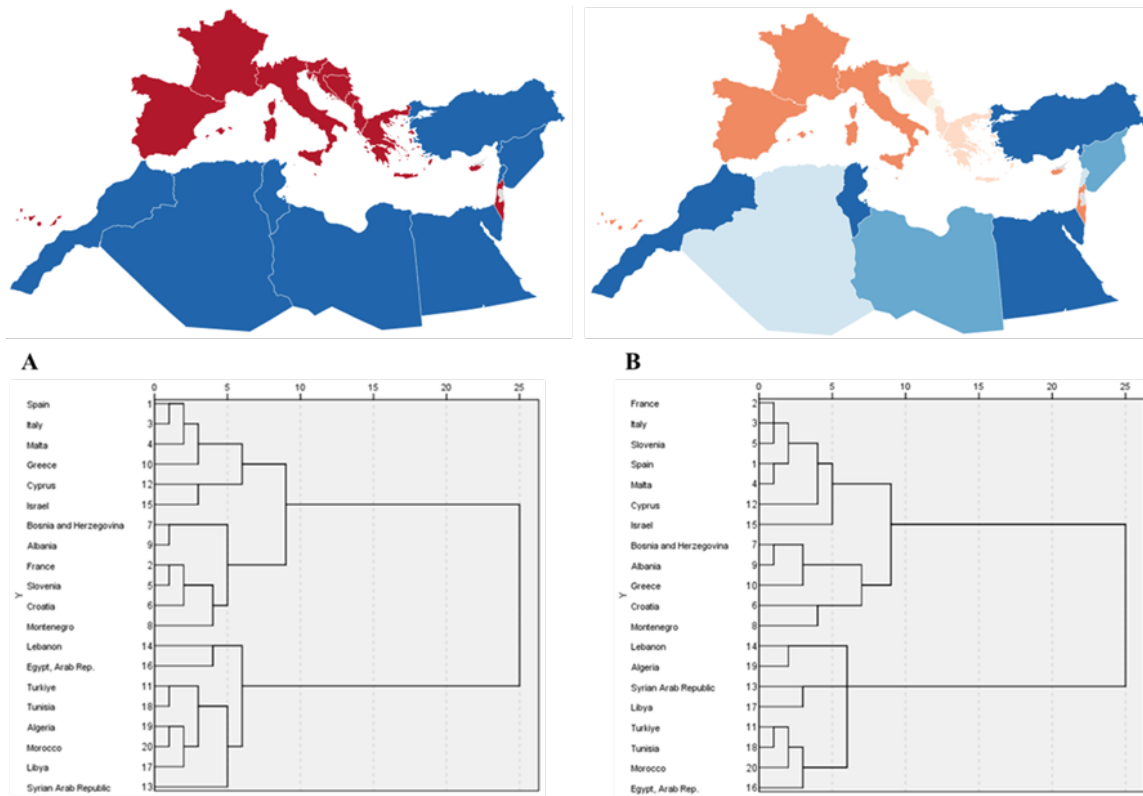 A
B
0 5 10 15 20 25
Spain 1
Italy 3
Malta 4
Greece 10
Cyprus 12
Israel 15
Bosnia and Herzegovina 7
Albania 9
France 2
Slovenia 5
Croatia 6
Montenegro 8
Lebanon 14
Egypt, Arab Rep. 16
Turkiye 11
Tunisia 18
Algeria 19
Morocco 20
Libya 17
Syrian Arab Republic 13
Y
0 5 10 15 20 25
France 2
Italy 3
Slovenia 5
Spain 1
Malta 4
Cyprus 12
Israel 15
Bosnia and Herzegovina 7
Albania 9
Greece 10
Croatia 6
Montenegro 8
Lebanon 14
Algeria 19
Syrian Arab Republic 13
Libya 17
Turkiye 11
Tunisia 18
Morocco 20
Egypt, Arab Rep. 16
Y